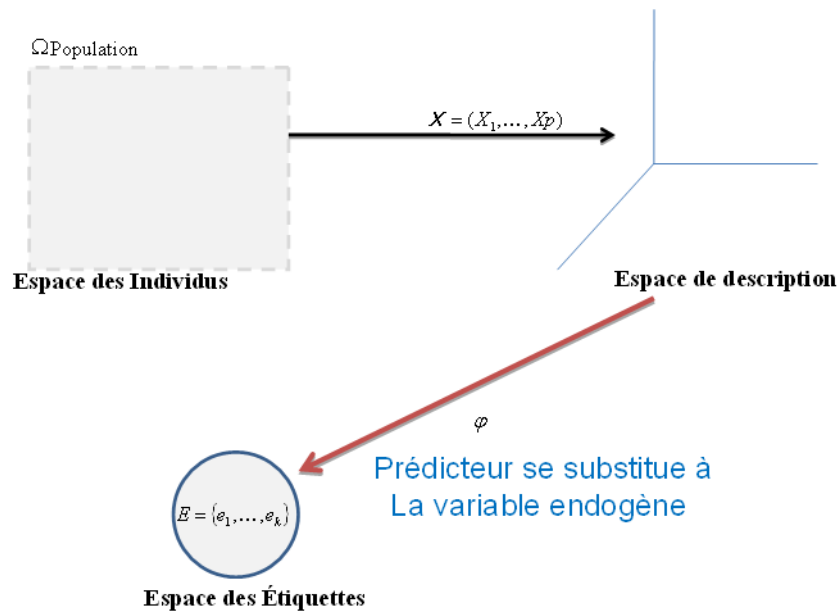 ΩPopulation
X = (X₁,…, Xp)
Espace des Individus
Espace de description
φ
Prédicteur se substitue à
La variable endogène
E = {e₁,…,eₖ}
Espace des Étiquettes